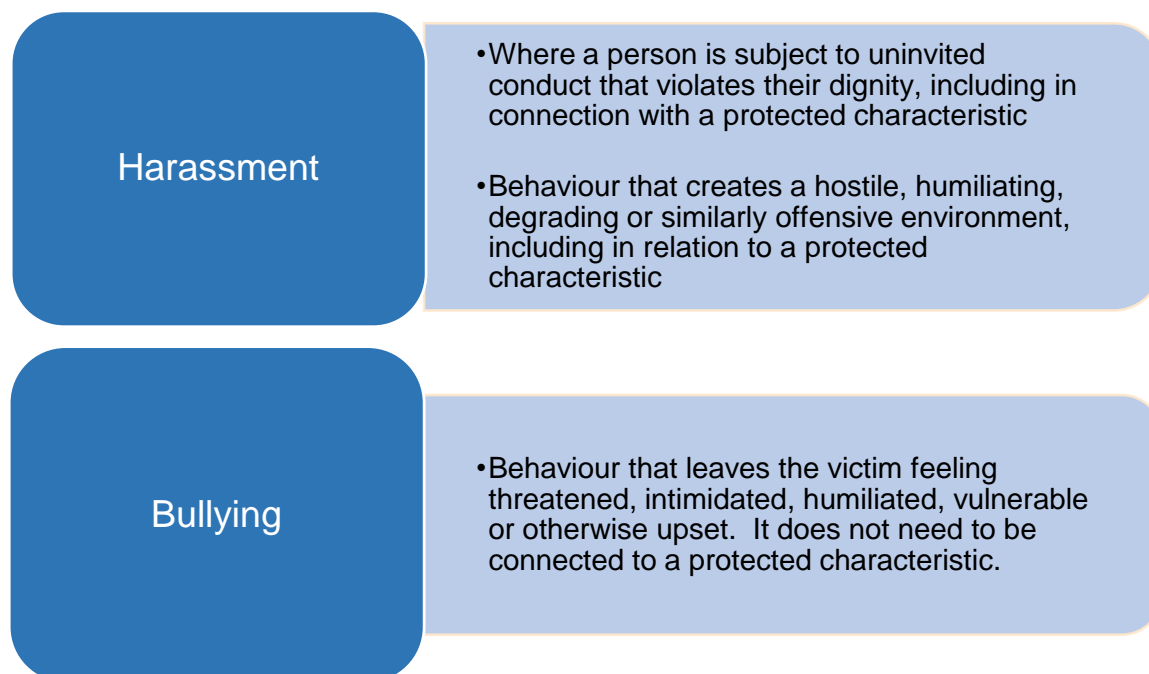 Harassment
•Where a person is subject to uninvited
conduct that violates their dignity, including in
connection with a protected characteristic
•Behaviour that creates a hostile, humiliating,
degrading or similarly offensive environment,
including in relation to a protected
characteristic
Bullying
•Behaviour that leaves the victim feeling
threatened, intimidated, humiliated, vulnerable
or otherwise upset.  It does not need to be
connected to a protected characteristic.